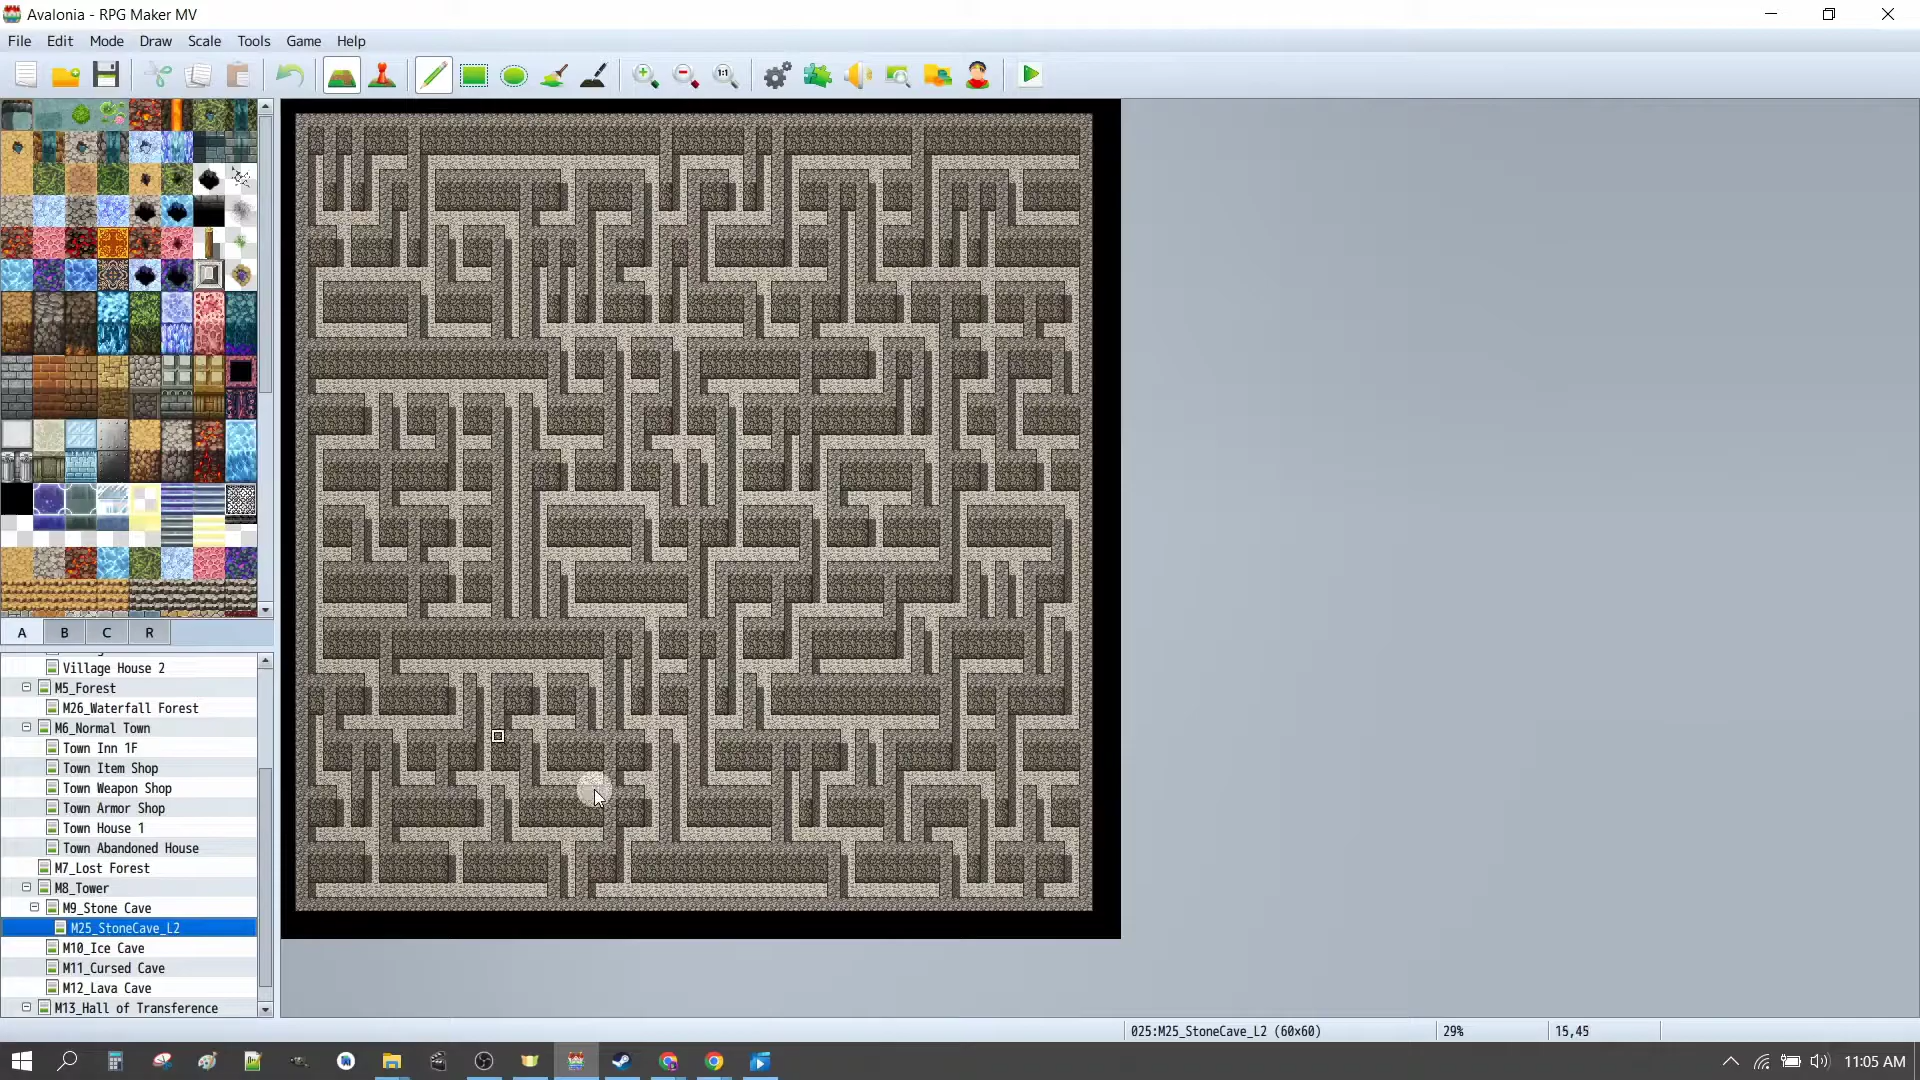 Avalonia - RPG Maker MV
File Edit Mode Draw Scale Tools Game Help
1:1
A B C R
Village House 2
M5_Forest
M26_Waterfall Forest
M6_Normal Town
Town Inn 1F
Town Item Shop
Town Weapon Shop
Town Armor Shop
Town House 1
Town Abandoned House
M7_Lost Forest
M8_Tower
M9_Stone Cave
M25_StoneCave_L2
M10_Ice Cave
M11_Cursed Cave
M12_Lava Cave
M13_Hall of Transference
025:M25_StoneCave_L2 (60x60) 29% 15,45
11:05 AM